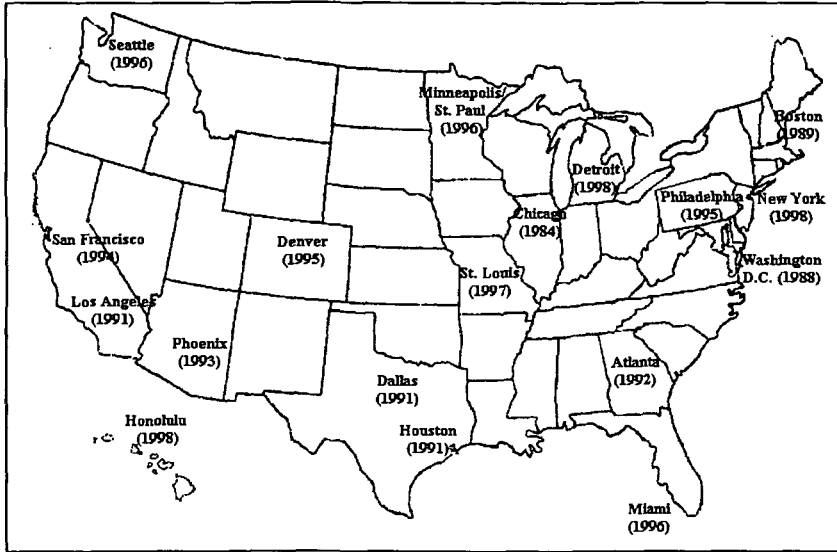 Seattle
(1996)
Minneapolis/
St. Paul
(1996)
Boston
(1989)
Detroit
(1998)
Philadelphia
(1995)
New York
(1998)
Chicago
(1984)
San Francisco
(1994)
Denver
(1995)
St. Louis
(1997)
Washington
D.C. (1988)
Los Angeles
(1991)
Phoenix
(1993)
Atlanta
(1992)
Dallas
(1991)
Honolulu
(1998)
Houston
(1991)
Miami
(1996)